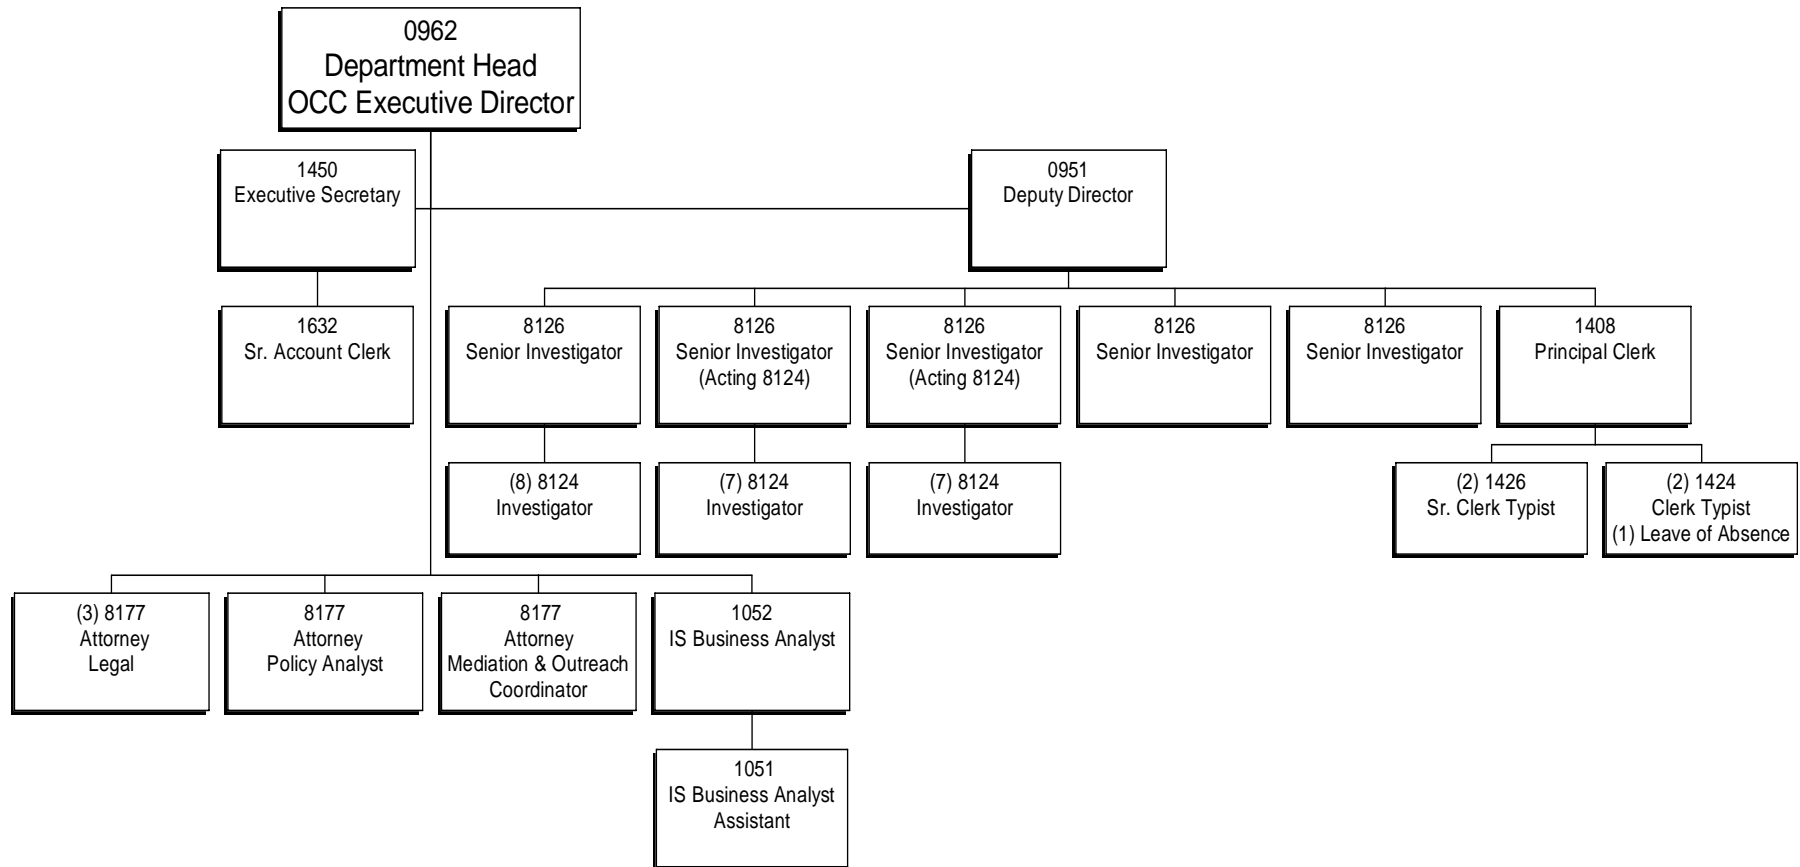 0962
Department Head
OCC Executive Director
1450
Executive Secretary
0951
Deputy Director
1632
Sr. Account Clerk
8126
Senior Investigator
8126
Senior Investigator
(Acting 8124)
8126
Senior Investigator
(Acting 8124)
8126
Senior Investigator
8126
Senior Investigator
1408
Principal Clerk
(8) 8124
Investigator
(7) 8124
Investigator
(7) 8124
Investigator
(2) 1426
Sr. Clerk Typist
(2) 1424
Clerk Typist
(1) Leave of Absence
(3) 8177
Attorney
Legal
8177
Attorney
Policy Analyst
8177
Attorney
Mediation & Outreach
Coordinator
1052
IS Business Analyst
1051
IS Business Analyst
Assistant